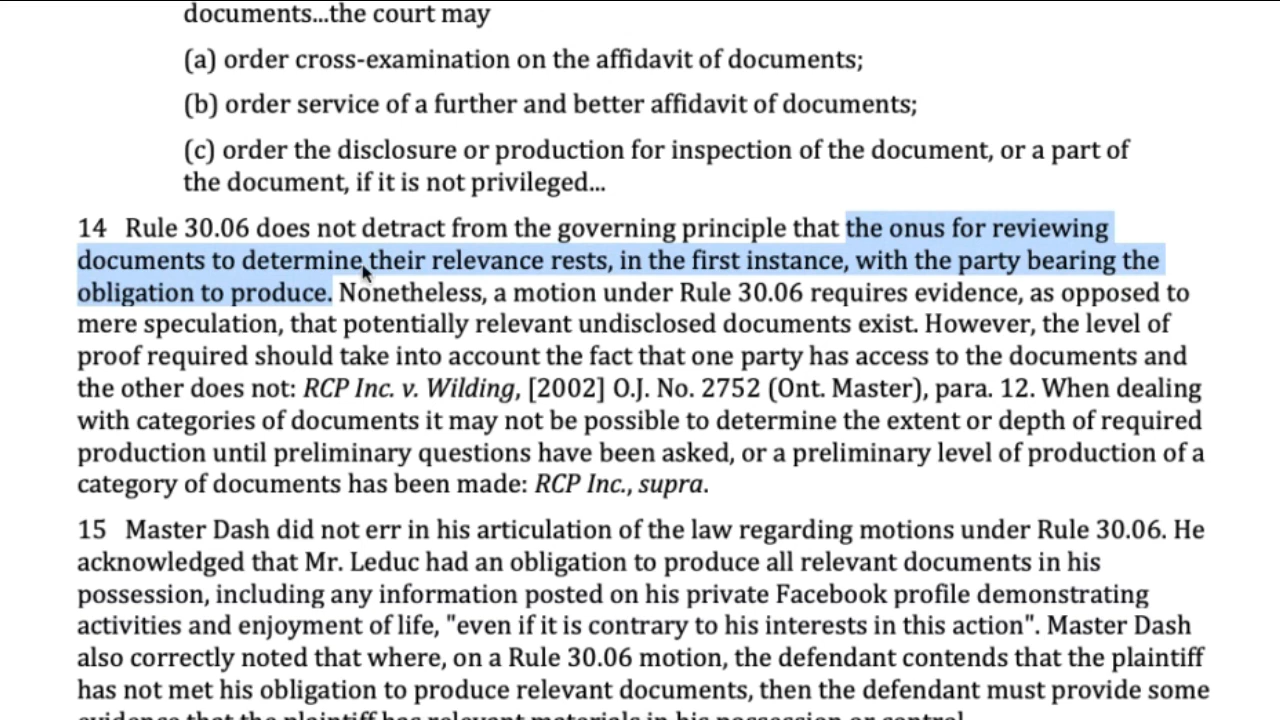 documents...the court may
(a) order cross-examination on the affidavit of documents;
(b) order service of a further and better affidavit of documents;
(c) order the disclosure or production for inspection of the document, or a part of
the document, if it is not privileged...
14 Rule 30.06 does not detract from the governing principle that the onus for reviewing
documents to determine their relevance rests, in the first instance, with the party bearing the
obligation to produce. Nonetheless, a motion under Rule 30.06 requires evidence, as opposed to
mere speculation, that potentially relevant undisclosed documents exist. However, the level of
proof required should take into account the fact that one party has access to the documents and
the other does not: RCP Inc. v. Wilding, [2002] O.J. No. 2752 (Ont. Master), para. 12. When dealing
with categories of documents it may not be possible to determine the extent or depth of required
production until preliminary questions have been asked, or a preliminary level of production of a
category of documents has been made: RCP Inc., supra.
15 Master Dash did not err in his articulation of the law regarding motions under Rule 30.06. He
acknowledged that Mr. Leduc had an obligation to produce all relevant documents in his
possession, including any information posted on his private Facebook profile demonstrating
activities and enjoyment of life, "even if it is contrary to his interests in this action". Master Dash
also correctly noted that where, on a Rule 30.06 motion, the defendant contends that the plaintiff
has not met his obligation to produce relevant documents, then the defendant must provide some
evidence that the plaintiff has relevant materials in his possession or control.